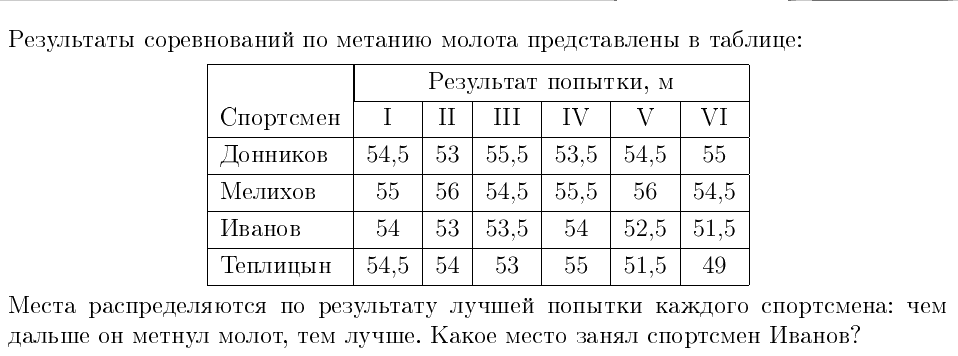 Результаты соревнований по метанию молота представлены в таблице:
Результат попытки, м
Спортсмен I II III IV V VI
Донников 54,5 53 55,5 53,5 54,5 55
Мелихов 55 56 54,5 55,5 56 54,5
Иванов 54 53 53,5 54 52,5 51,5
Теплицын 54,5 54 53 55 51,5 49
Места распределяются по результату лучшей попытки каждого спортсмена: чем
дальше он метнул молот, тем лучше. Какое место занял спортсмен Иванов?